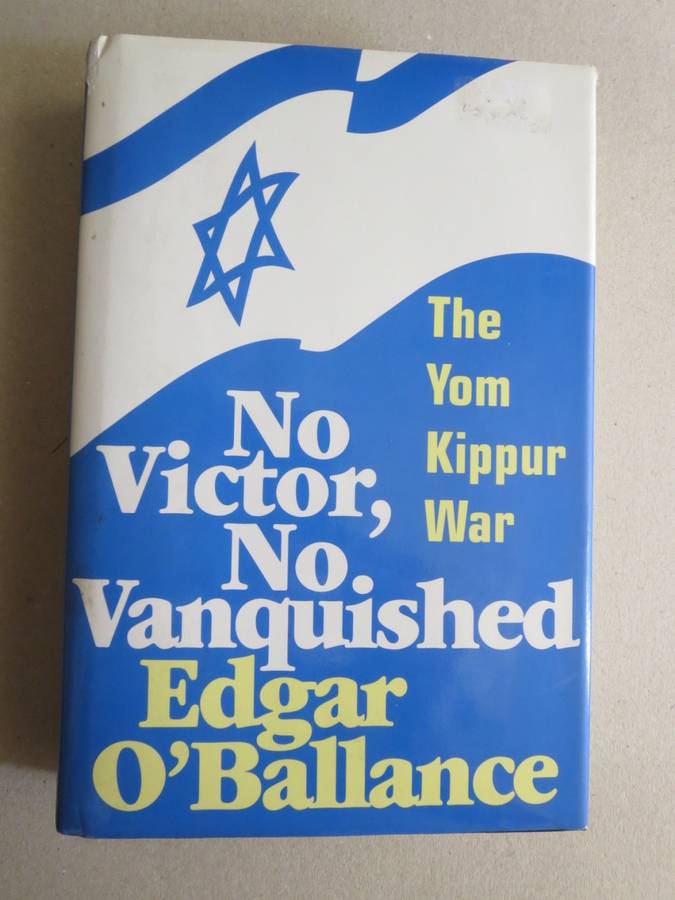 The
Yom
Kippur
War
No
Victor,
No
Vanquished
Edgar
O'Ballance